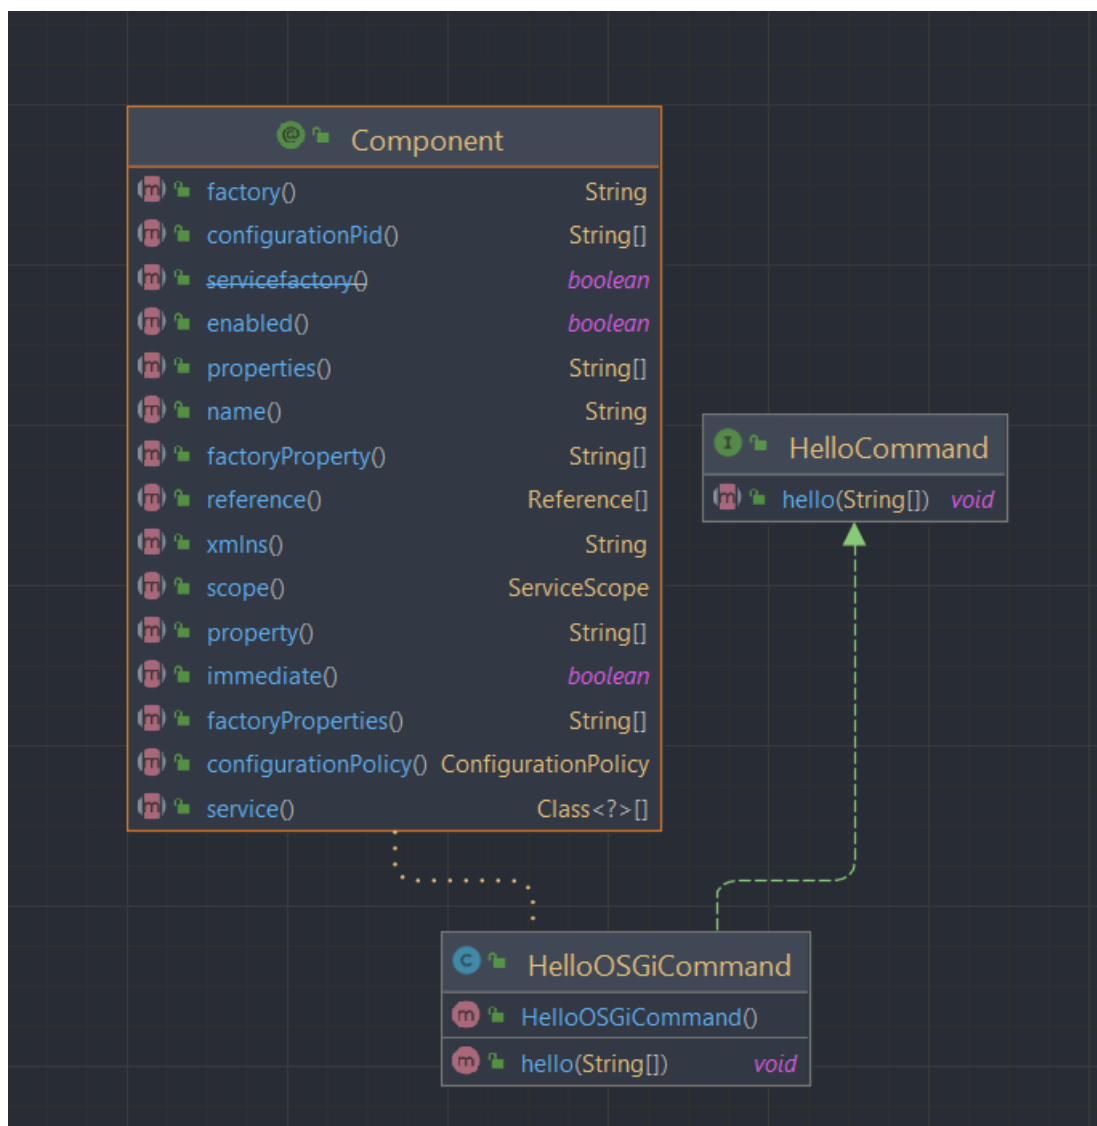 Component
factory() String
configurationPid() String[]
servicefactory() boolean
enabled() boolean
properties() String[]
name() String
factoryProperty() String[]
reference() Reference[]
xmlns() String
scope() ServiceScope
property() String[]
immediate() boolean
factoryProperties() String[]
configurationPolicy() ConfigurationPolicy
service() Class<?>[]
HelloCommand
hello(String[]) void
HelloOSGiCommand
HelloOSGiCommand()
hello(String[]) void